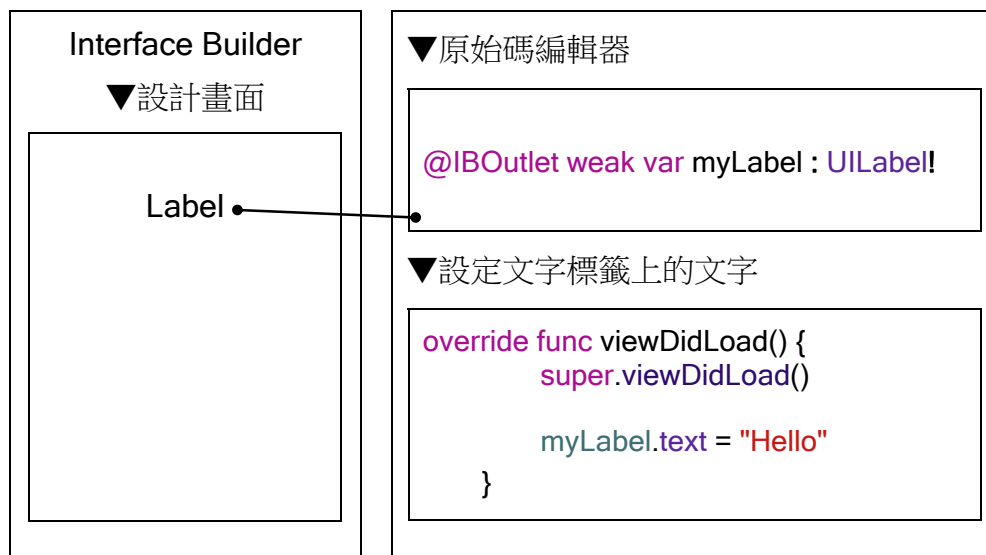 Interface Builder
▼設計畫面
Label
▼原始碼編輯器
@IBOutlet weak var myLabel : UILabel!
▼設定文字標籤上的文字
override func viewDidLoad() {
super.viewDidLoad()
myLabel.text = "Hello"
}